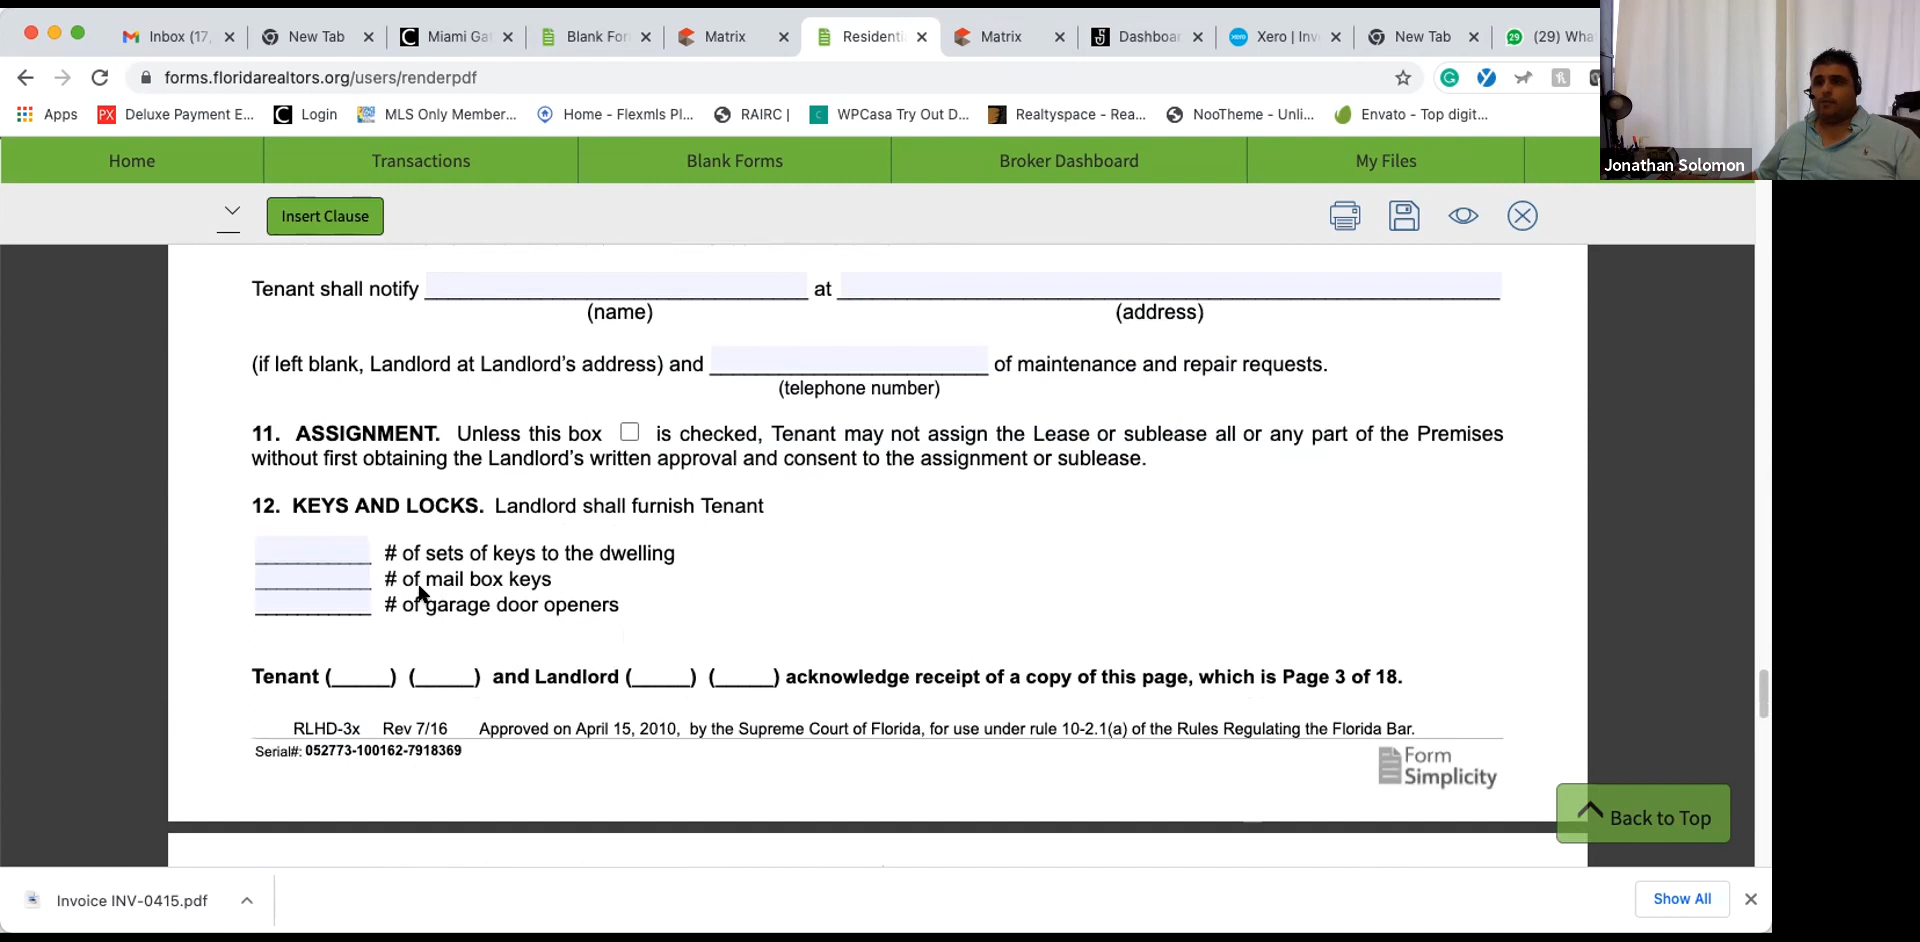 Inbox (17,
New Tab
Miami Ga
Blank For
Matrix
Residenti
Matrix
Dashboar
Xero | Inv
New Tab
29
(29) Wha
forms.floridarealtors.org/users/renderpdf
Apps
PX
Deluxe Payment E...
Login
MLS Only Member...
Home - Flexmls Pl...
RAIRC |
WPCasa Try Out D...
Realtyspace - Rea...
NooTheme - Unli...
Envato - Top digit...
Home
Transactions
Blank Forms
Broker Dashboard
My Files
Jonathan Solomon
Insert Clause
Tenant shall notify ____ at ____
(name) (address)
(if left blank, Landlord at Landlord's address) and ____ of maintenance and repair requests.
(telephone number)
11. ASSIGNMENT. Unless this box ☐ is checked, Tenant may not assign the Lease or sublease all or any part of the Premises
without first obtaining the Landlord's written approval and consent to the assignment or sublease.
12. KEYS AND LOCKS. Landlord shall furnish Tenant
____ # of sets of keys to the dwelling
____ # of mail box keys
____ # of garage door openers
Tenant (_____) (_____) and Landlord (_____) (_____) acknowledge receipt of a copy of this page, which is Page 3 of 18.
RLHD-3x Rev 7/16 Approved on April 15, 2010, by the Supreme Court of Florida, for use under rule 10-2.1(a) of the Rules Regulating the Florida Bar.
Serial#: 052773-100162-7918369
Form
Simplicity
Back to Top
Invoice INV-0415.pdf
Show All